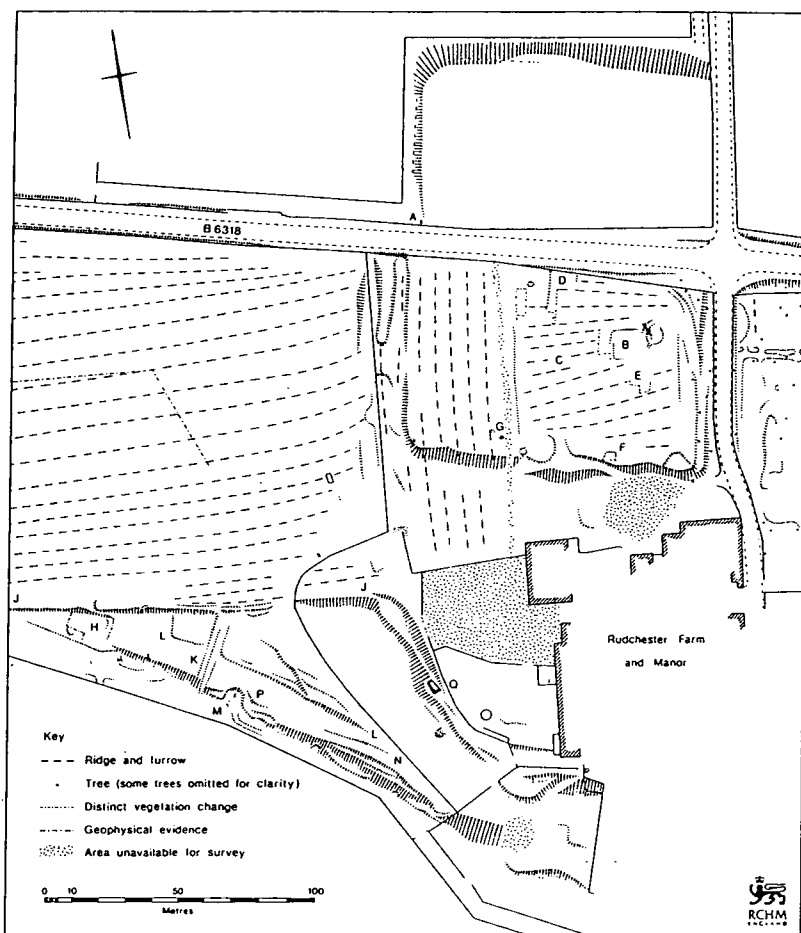 A
B 6318
D
B
C
E
G
F
J
J
H
L
K
Rudchester Farm
and Manor
Q
P
M
L
N
Key
Ridge and furrow
Tree (some trees omitted for clarity)
Distinct vegetation change
Geophysical evidence
Area unavailable for survey
0 10 50 100
Metres
RCHM
ENGLAND